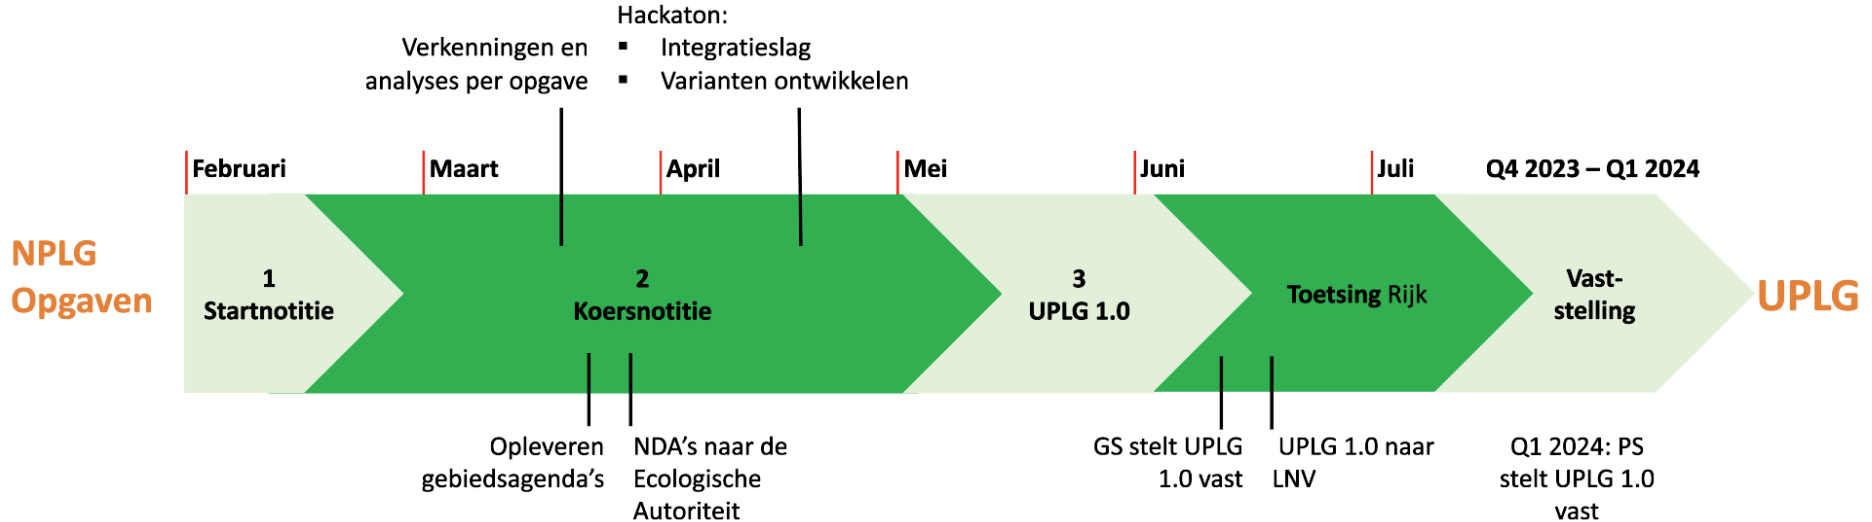 Hackaton:
Verkenningen en
analyses per opgave
▪ Integratieslag
▪ Varianten ontwikkelen
Februari
Maart
April
Mei
Juni
Juli
Q4 2023 – Q1 2024
NPLG
Opgaven
1
Startnotitie
2
Koersnotitie
3
UPLG 1.0
Toetsing Rijk
Vast-
stelling
UPLG
Opleveren
gebiedsagenda’s
NDA’s naar de
Ecologische
Autoriteit
GS stelt UPLG
1.0 vast
UPLG 1.0 naar
LNV
Q1 2024: PS
stelt UPLG 1.0
vast